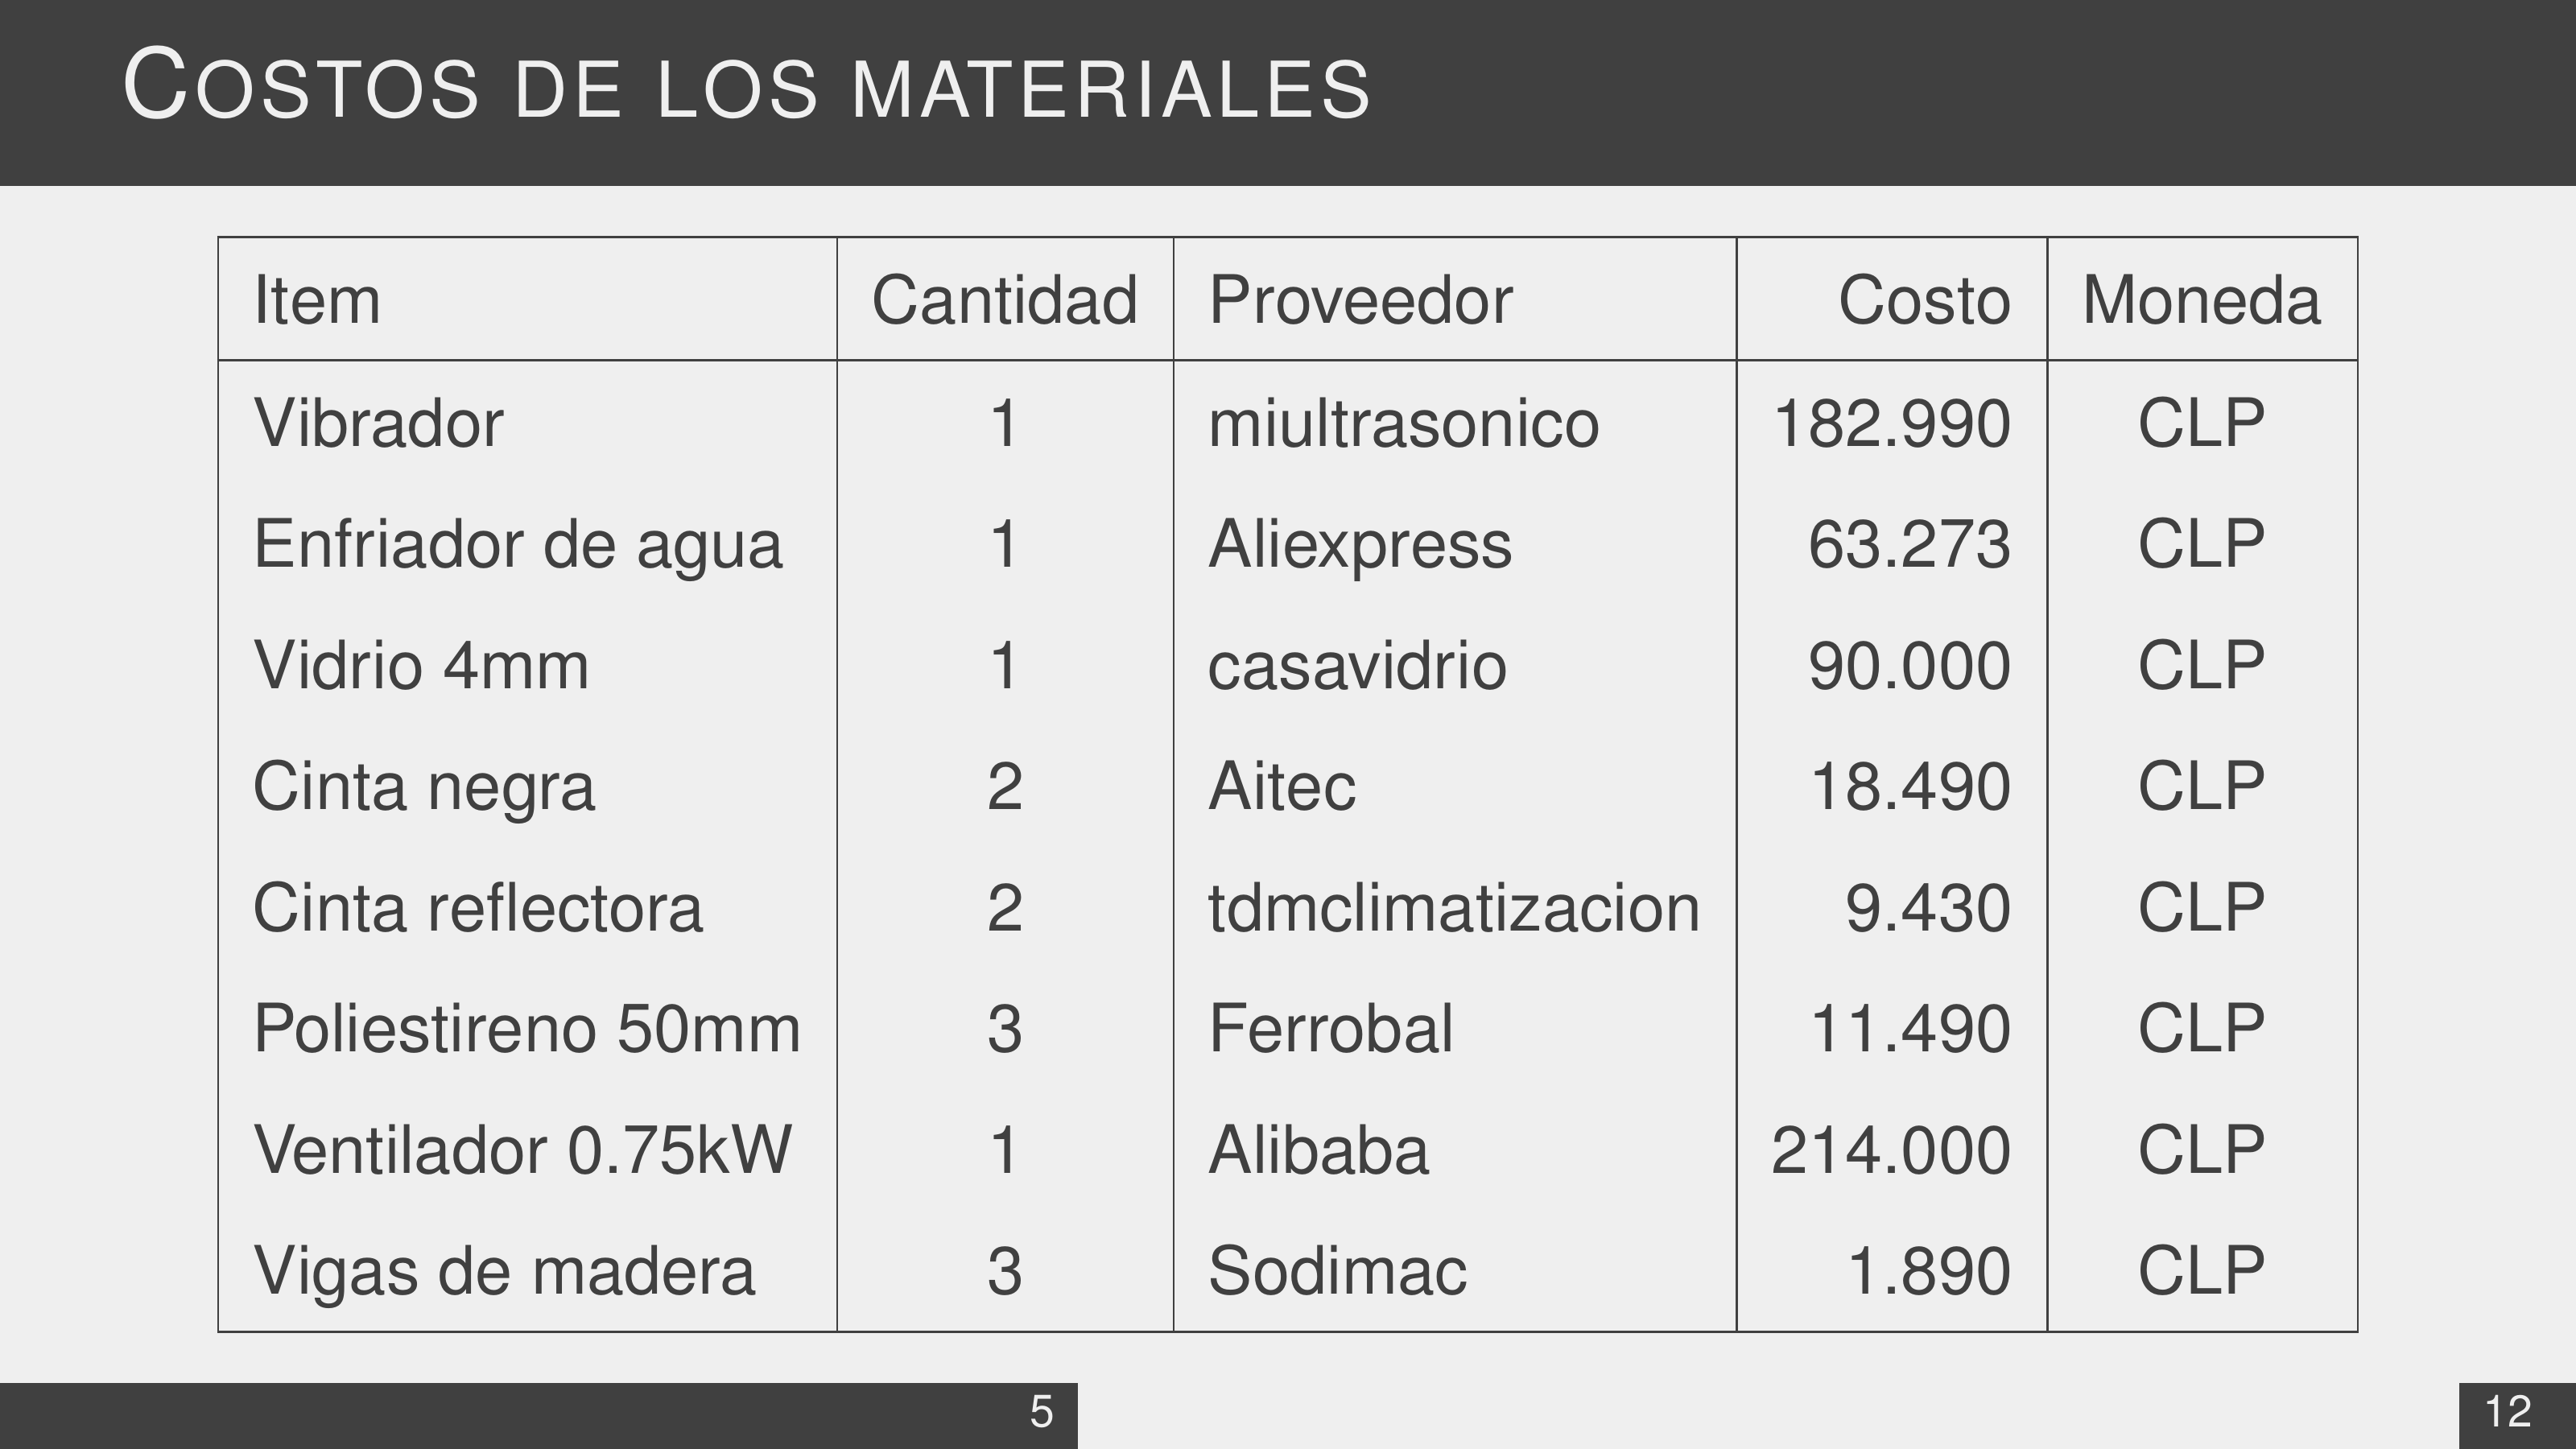 COSTOS DE LOS MATERIALES
Item Cantidad Proveedor Costo Moneda
Vibrador 1 miultrasonico 182.990 CLP
Enfriador de agua 1 Aliexpress 63.273 CLP
Vidrio 4mm 1 casavidrio 90.000 CLP
Cinta negra 2 Aitec 18.490 CLP
Cinta reflectora 2 tdmclimatizacion 9.430 CLP
Poliestireno 50mm 3 Ferrobal 11.490 CLP
Ventilador 0.75kW 1 Alibaba 214.000 CLP
Vigas de madera 3 Sodimac 1.890 CLP
5 12